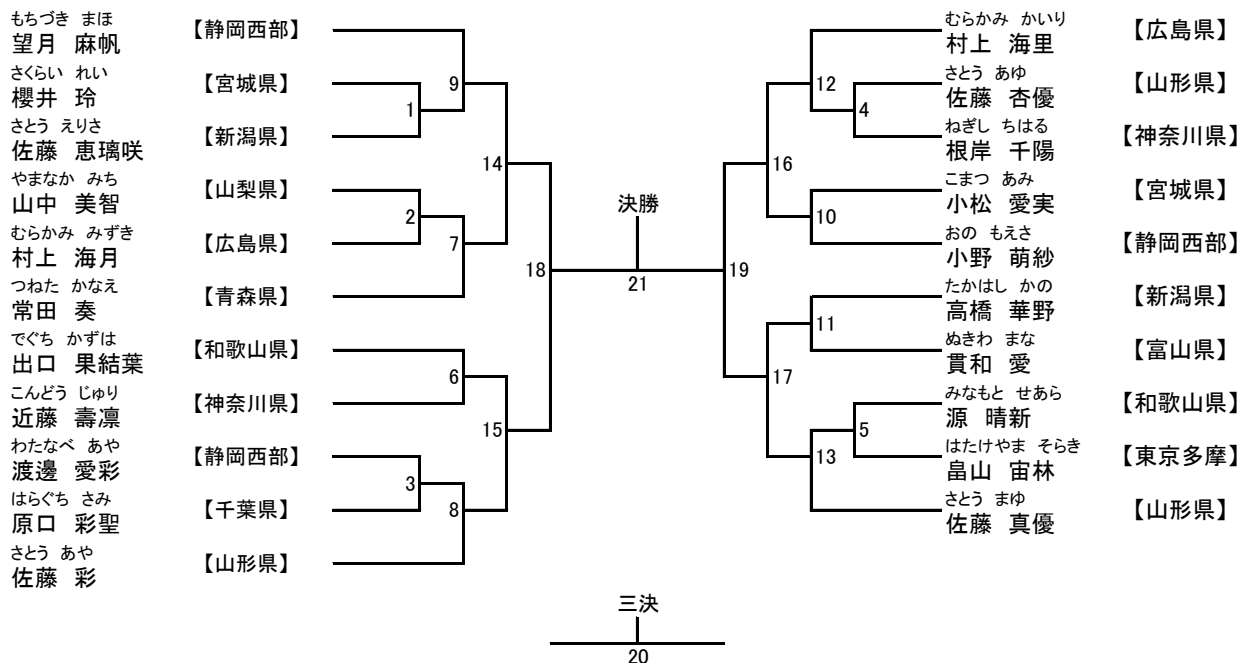 もちづき まほ
望月 麻帆 【静岡西部】
さくらい れい
櫻井 玲 【宮城県】
1
9
さとう えりさ
佐藤 恵璃咲 【新潟県】
14
やまなか みち
山中 美智 【山梨県】
2
むらかみ みずき
村上 海月 【広島県】
7
18
つねた かなえ
常田 奏 【青森県】
でぐち かずは
出口 果結葉 【和歌山県】
6
こんどう じゅり
近藤 壽凛 【神奈川県】
15
わたなべ あや
渡邊 愛彩 【静岡西部】
3
はらぐち さみ
原口 彩聖 【千葉県】
8
さとう あや
佐藤 彩 【山形県】
決勝
21
三決
20
むらかみ かいり
村上 海里 【広島県】
12
さとう あゆ
佐藤 杏優 【山形県】
4
ねぎし ちはる
根岸 千陽 【神奈川県】
16
こまつ あみ
小松 愛実 【宮城県】
10
おの もえさ
小野 萌紗 【静岡西部】
19
たかはし かの
高橋 華野 【新潟県】
11
ぬきわ まな
貫和 愛 【富山県】
17
みなもと せあら
源 晴新 【和歌山県】
5
はたけやま そらき
畠山 宙林 【東京多摩】
13
さとう まゆ
佐藤 真優 【山形県】